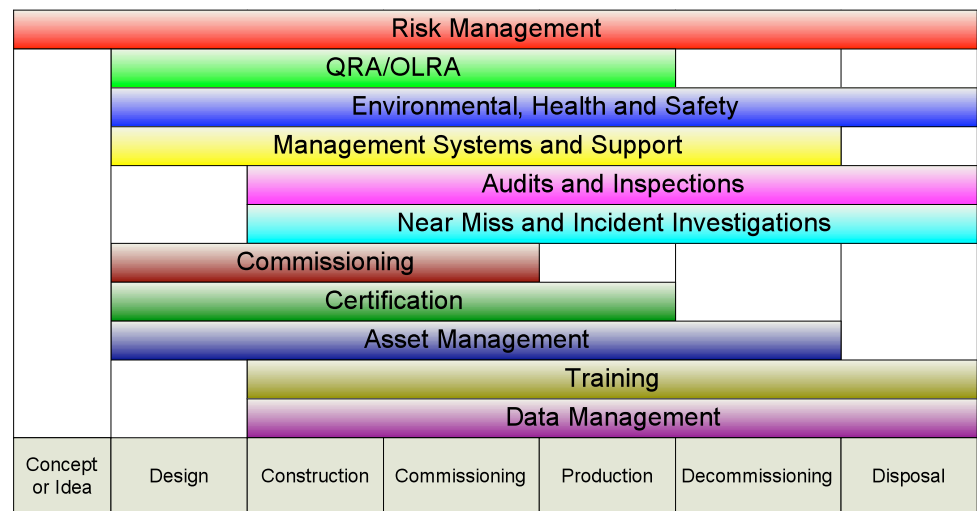 Risk Management
QRA/OLRA
Environmental, Health and Safety
Management Systems and Support
Audits and Inspections
Near Miss and Incident Investigations
Commissioning
Certification
Asset Management
Training
Data Management
Concept
or Idea
Design
Construction
Commissioning
Production
Decommissioning
Disposal